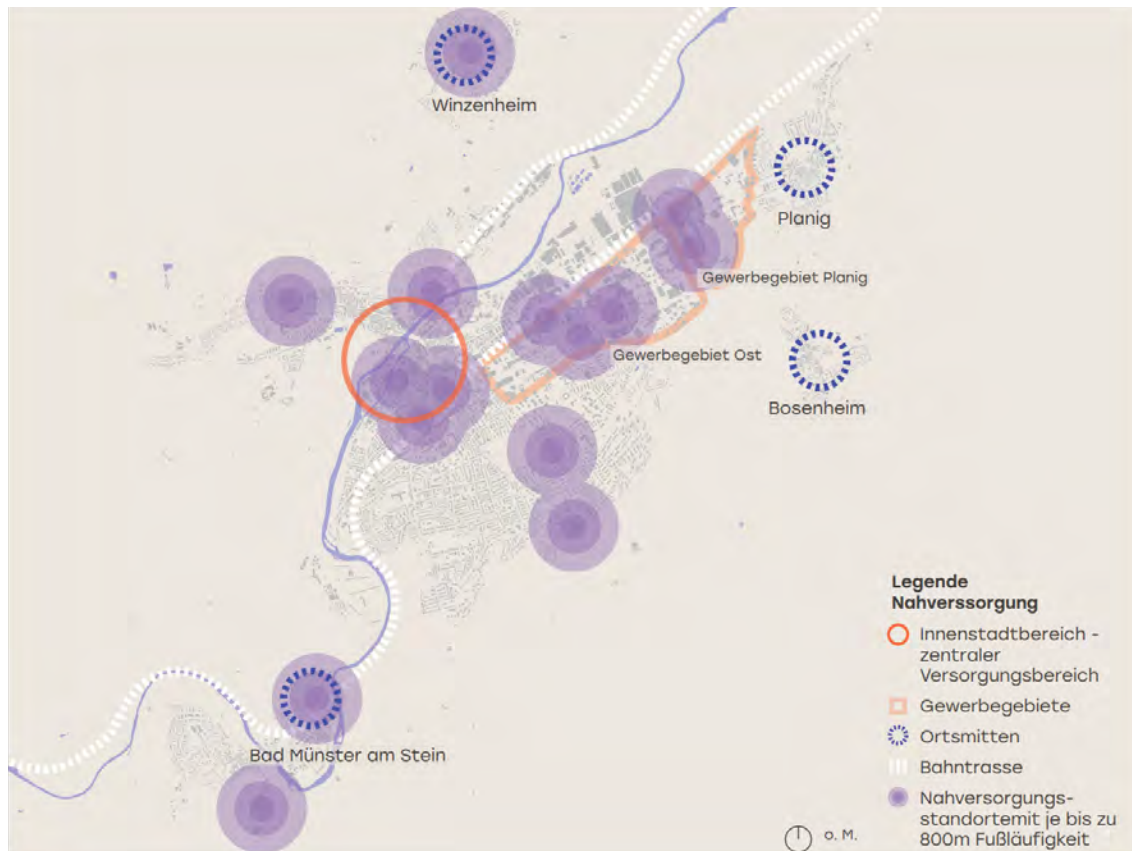 Winzenheim
Planig
Gewerbegebiet Planig
Gewerbegebiet Ost
Bosenheim
Bad Münster am Stein
Legende
Nahverssorgung
Innenstadtbereich -
zentraler
Versorgungsbereich
Gewerbegebiete
Ortsmitten
Bahntrasse
Nahversorgungs-
standortemit je bis zu
800m Fußläufigkeit
o. M.